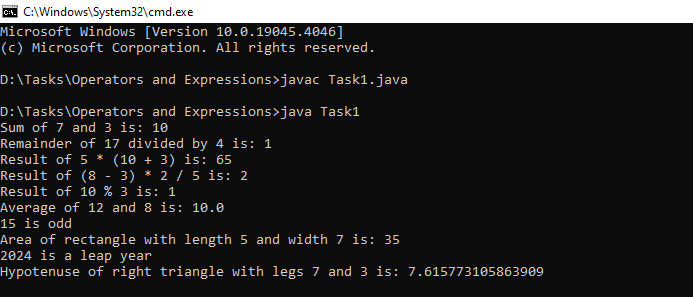 C:\Windows\System32\cmd.exe
Microsoft Windows [Version 10.0.19045.4046]
(c) Microsoft Corporation. All rights reserved.
D:\Tasks\Operators and Expressions>javac Task1.java
D:\Tasks\Operators and Expressions>java Task1
Sum of 7 and 3 is: 10
Remainder of 17 divided by 4 is: 1
Result of 5 * (10 + 3) is: 65
Result of (8 - 3) * 2 / 5 is: 2
Result of 10 % 3 is: 1
Average of 12 and 8 is: 10.0
15 is odd
Area of rectangle with length 5 and width 7 is: 35
2024 is a leap year
Hypotenuse of right triangle with legs 7 and 3 is: 7.615773105863909